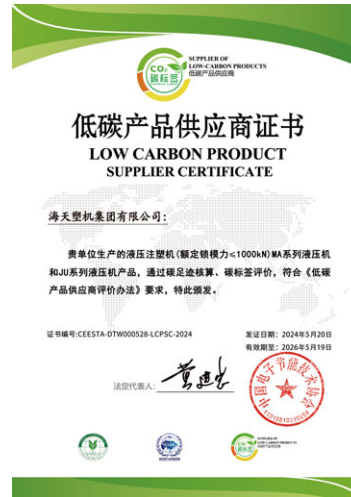 CO₂
碳标签
SUPPLIER OF
LOW-CARBON PRODUCTS
低碳产品供应商
低碳产品供应商证书
LOW CARBON PRODUCT
SUPPLIER CERTIFICATE
海天塑机集团有限公司：
贵单位生产的液压注塑机(额定锁模力≤1000kN)MA系列液压机
和JU系列液压机产品，通过碳足迹核算、碳标签评价，符合《低碳
产品供应商评价办法》要求，特此颁发。
证书编号:CEESTA-DTW000528-LCPSC-2024
发证日期：2024年5月20日
有效期至：2026年5月19日
法定代表人：
中国电子节能技术协会
CO₂
碳标签